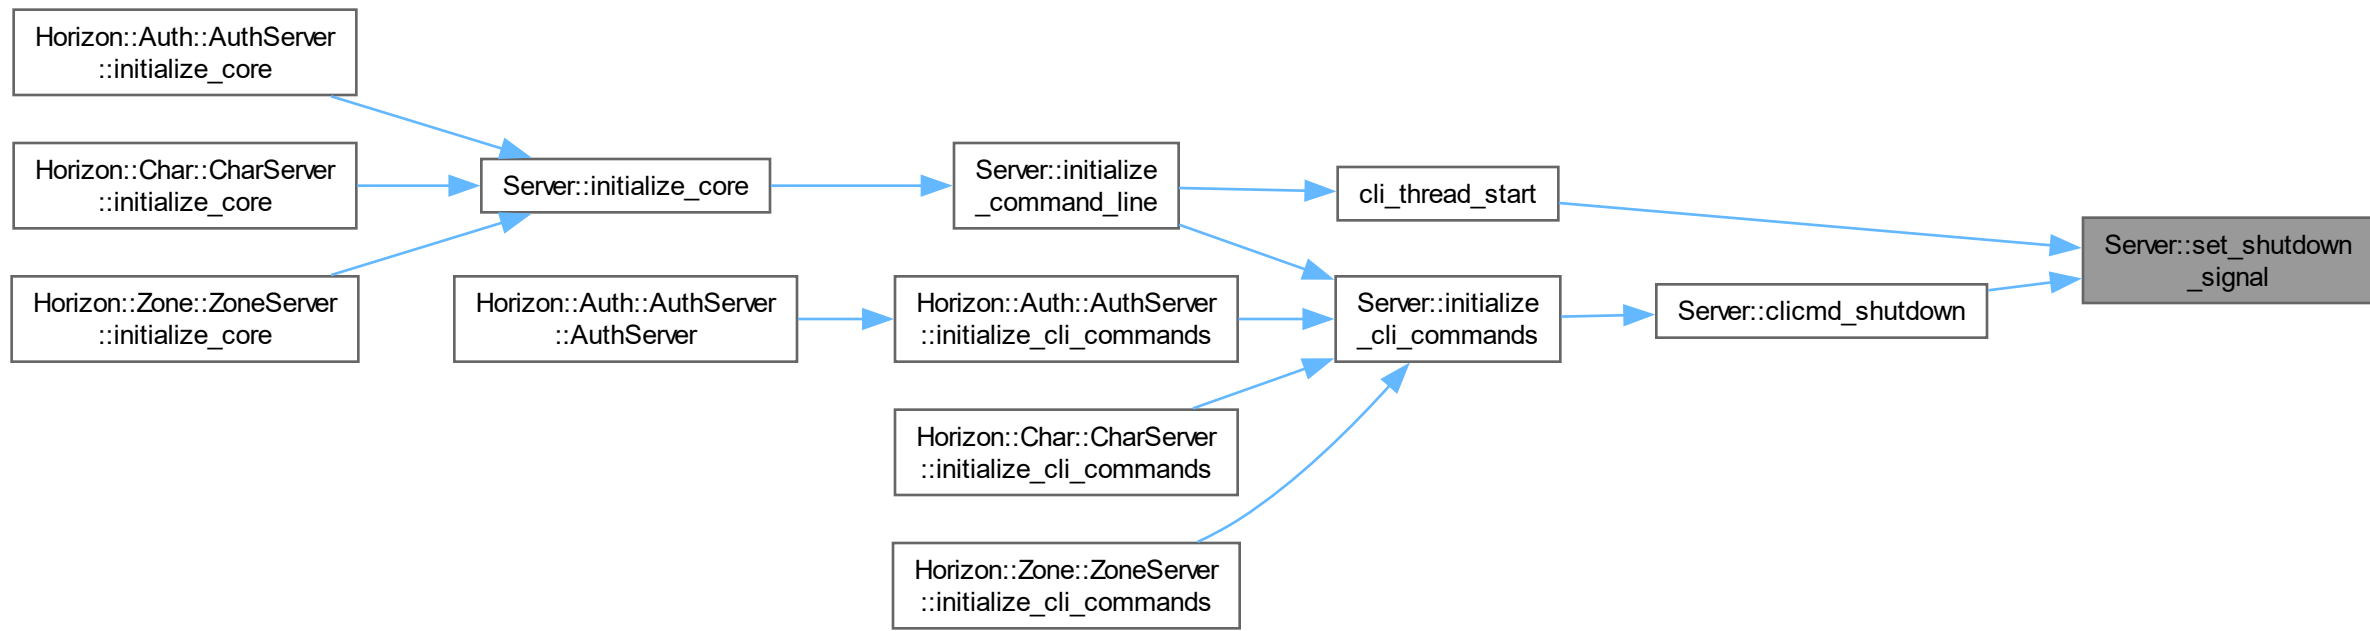 Horizon::Auth::AuthServer
::initialize_core
Horizon::Char::CharServer
::initialize_core
Horizon::Zone::ZoneServer
::initialize_core
Server::initialize_core
Horizon::Auth::AuthServer
::AuthServer
Server::initialize
_command_line
Horizon::Auth::AuthServer
::initialize_cli_commands
Horizon::Char::CharServer
::initialize_cli_commands
Horizon::Zone::ZoneServer
::initialize_cli_commands
cli_thread_start
Server::initialize
_cli_commands
Server::clicmd_shutdown
Server::set_shutdown
_signal